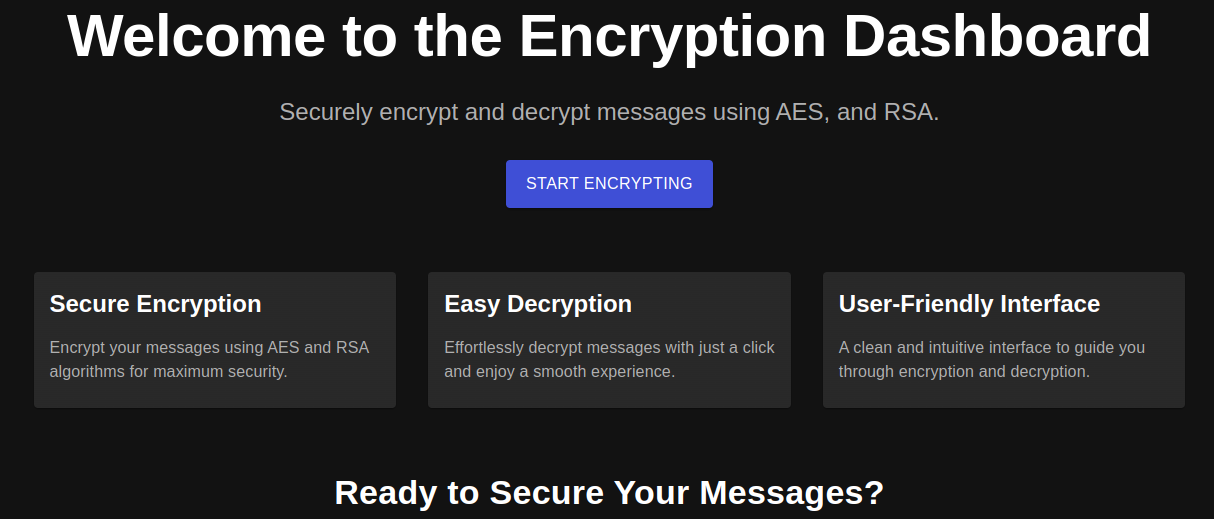 Welcome to the Encryption Dashboard
Securely encrypt and decrypt messages using AES, and RSA.
START ENCRYPTING
Secure Encryption
Encrypt your messages using AES and RSA
algorithms for maximum security.
Easy Decryption
Effortlessly decrypt messages with just a click
and enjoy a smooth experience.
User-Friendly Interface
A clean and intuitive interface to guide you
through encryption and decryption.
Ready to Secure Your Messages?